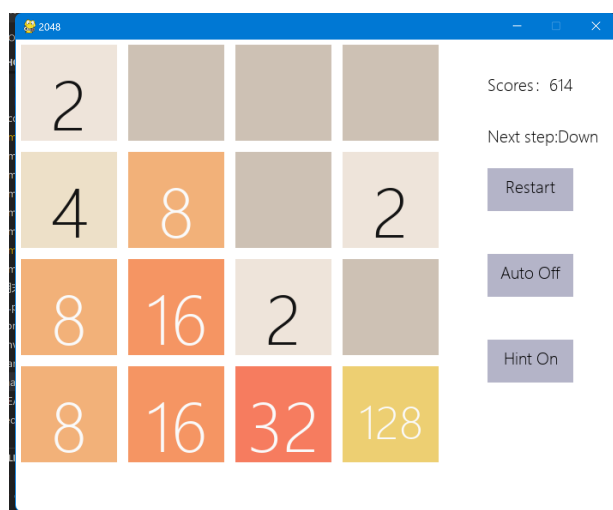 2048
Scores: 614
Next step:Down
Restart
Auto Off
Hint On
2
4 8 2
8 16 2
8 16 32 128